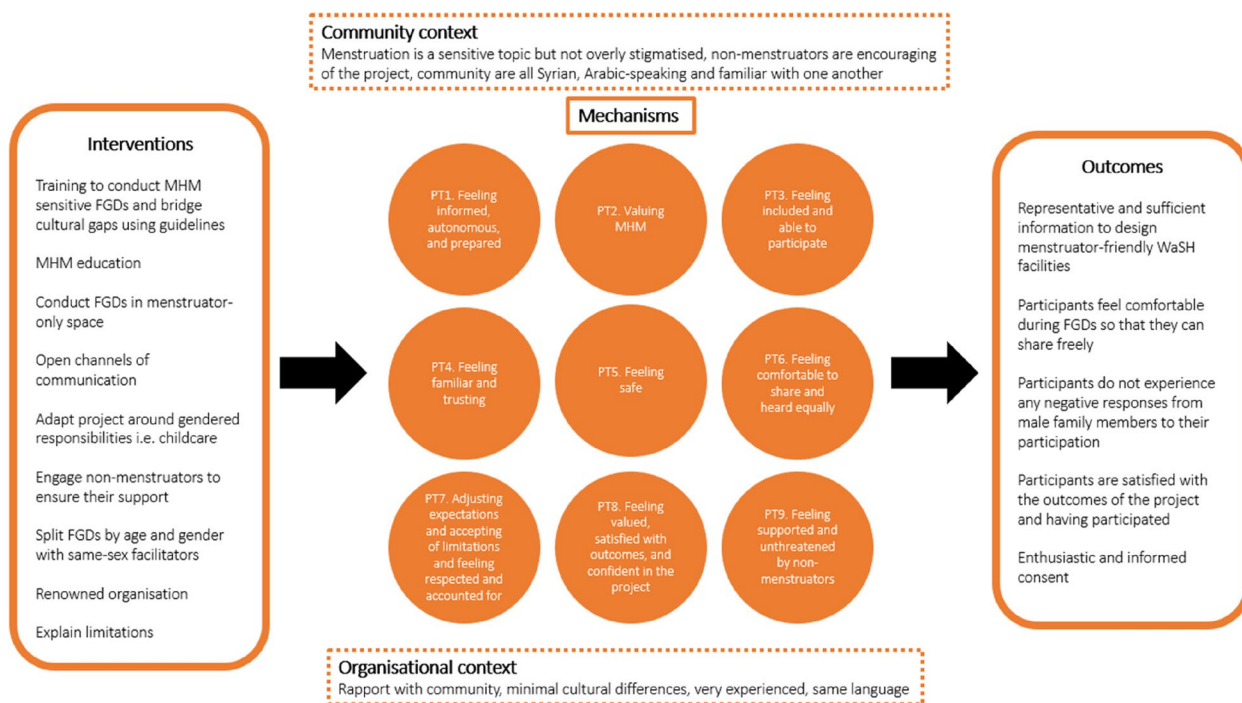 Community context
Menstruation is a sensitive topic but not overly stigmatised, non-menstruators are encouraging
of the project, community are all Syrian, Arabic-speaking and familiar with one another
Mechanisms
Interventions
Training to conduct MHM
sensitive FGDs and bridge
cultural gaps using guidelines
MHM education
Conduct FGDs in menstruator-
only space
Open channels of
communication
Adapt project around gendered
responsibilities i.e. childcare
Engage non-menstruators to
ensure their support
Split FGDs by age and gender
with same-sex facilitators
Renowned organisation
Explain limitations
PT1. Feeling
informed,
autonomous,
and prepared
PT2. Valuing
MHM
PT3. Feeling
included and
able to
participate
PT4. Feeling
familiar and
trusting
PT5. Feeling
safe
PT6. Feeling
comfortable to
share and
heard equally
PT7. Adjusting
expectations
and accepting
of limitations
and feeling
respected and
accounted for
PT8. Feeling
valued,
satisfied with
outcomes, and
confident in the
project
PT9. Feeling
supported and
unthreatened
by non-
menstruators
Outcomes
Representative and sufficient
information to design
menstruator-friendly WaSH
facilities
Participants feel comfortable
during FGDs so that they can
share freely
Participants do not experience
any negative responses from
male family members to their
participation
Participants are satisfied with
the outcomes of the project
and having participated
Enthusiastic and informed
consent
Organisational context
Rapport with community, minimal cultural differences, very experienced, same language